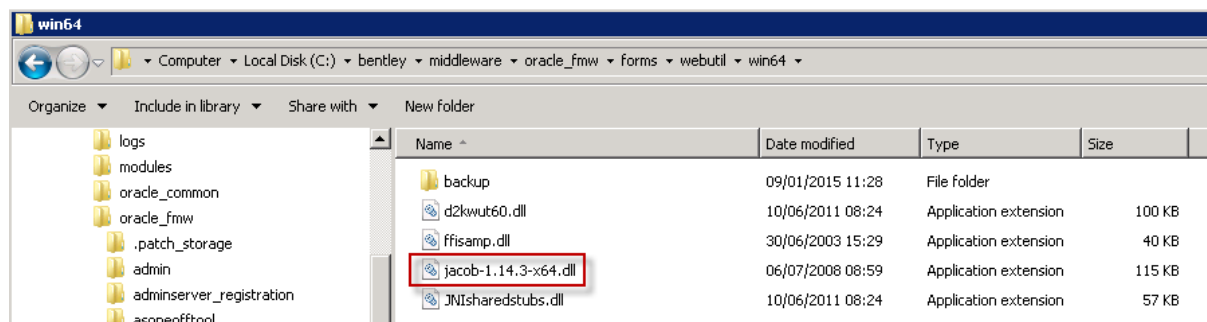 win64
Computer Local Disk (C:) bentley middleware oracle_fmw forms webutil win64
Organize Include in library Share with New folder
logs
modules
oracle_common
oracle_fmw
.patch_storage
admin
adminserver_registration
asoneofftool
Name Date modified Type Size
backup 09/01/2015 11:28 File folder
d2kwut60.dll 10/06/2011 08:24 Application extension 100 KB
ffisamp.dll 30/06/2003 15:29 Application extension 40 KB
jacob-1.14.3-x64.dll 06/07/2008 08:59 Application extension 115 KB
JNIsharedstubs.dll 10/06/2011 08:24 Application extension 57 KB